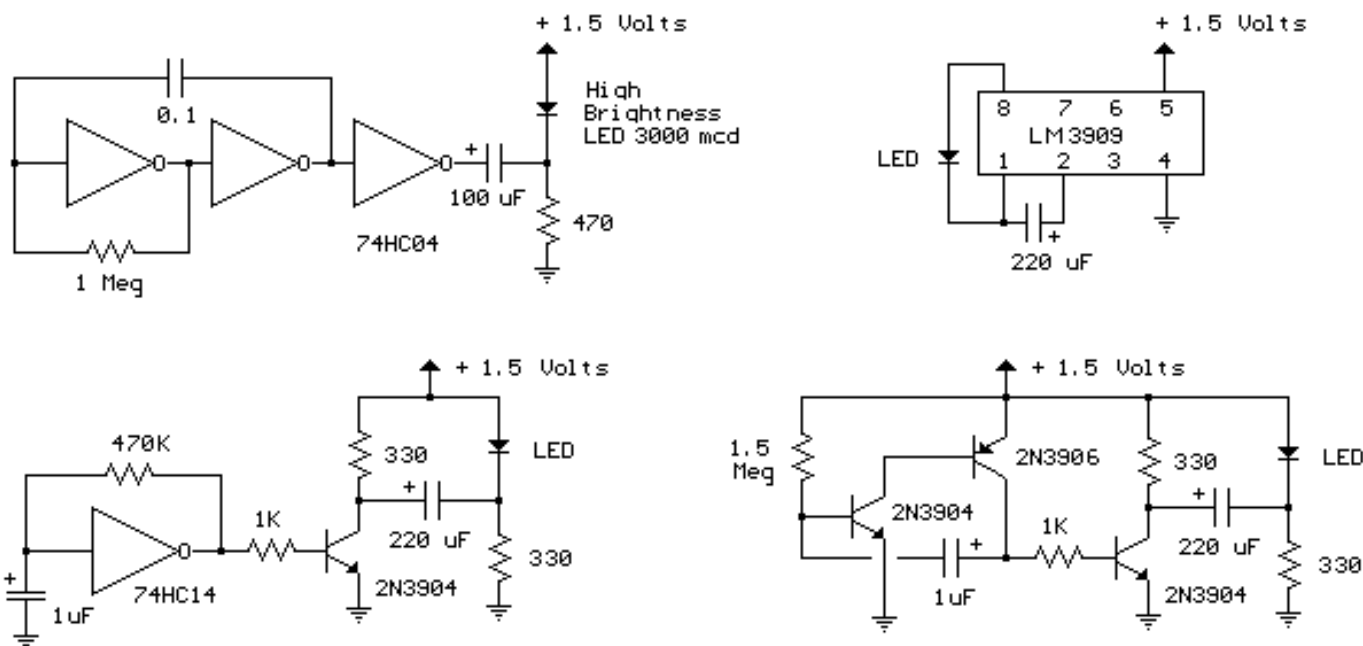 + 1.5 Volts
0.1
High
Brightness
LED 3000 mcd
+
100 uF
470
74HC04
1 Meg
+ 1.5 Volts
8 7 6 5
LM3909
LED
1 2 3 4
+
220 uF
+ 1.5 Volts
470K
330
LED
+
1K
220 uF
330
+
74HC14
2N3904
1uF
+ 1.5 Volts
1.5
Meg
2N3906
330
LED
+
2N3904
1K
220 uF
+
330
1uF
2N3904